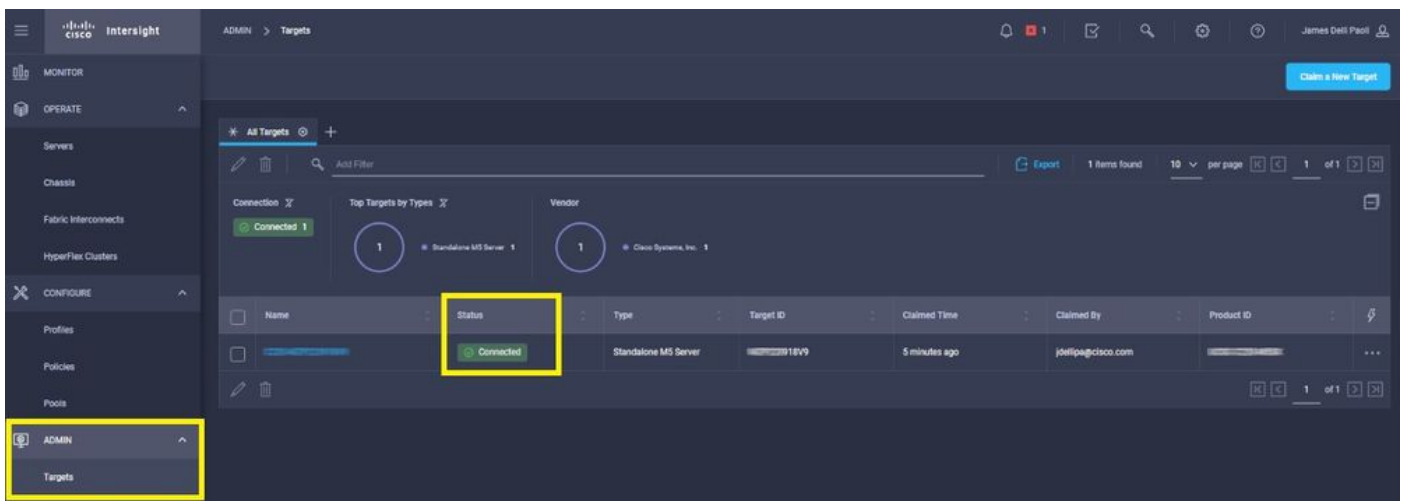 cisco Intersight
ADMIN > Targets
1
James Delli Paoli
MONITOR
Claim a New Target
OPERATE
All Targets
Servers
Add Filter
Export 1 items found 10 per page 1 of 1
Chassis
Connection
Top Targets by Types
Vendor
Connected 1
1
Standalone M5 Server 1
1
Cisco Systems, Inc. 1
Fabric Interconnects
HyperFlex Clusters
CONFIGURE
Name Status Type Target ID Claimed Time Claimed By Product ID
Profiles
Connected Standalone M5 Server 918V9 5 minutes ago jdellipa@cisco.com
Policies
1 of 1
Pools
ADMIN
Targets